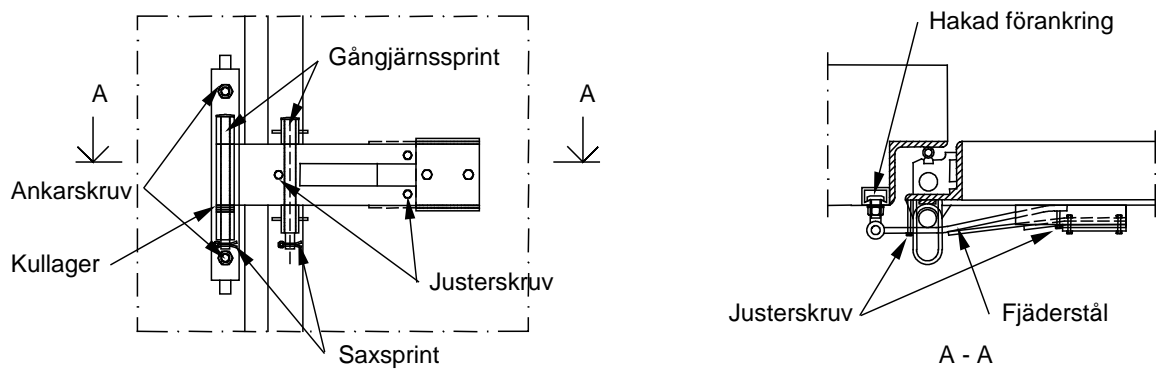 Hakad förankring
Gångjärnssprint
A
A
Ankarskruv
Kullager
Justerskruv
Saxsprint
Justerskruv
Fjäderstål
A - A